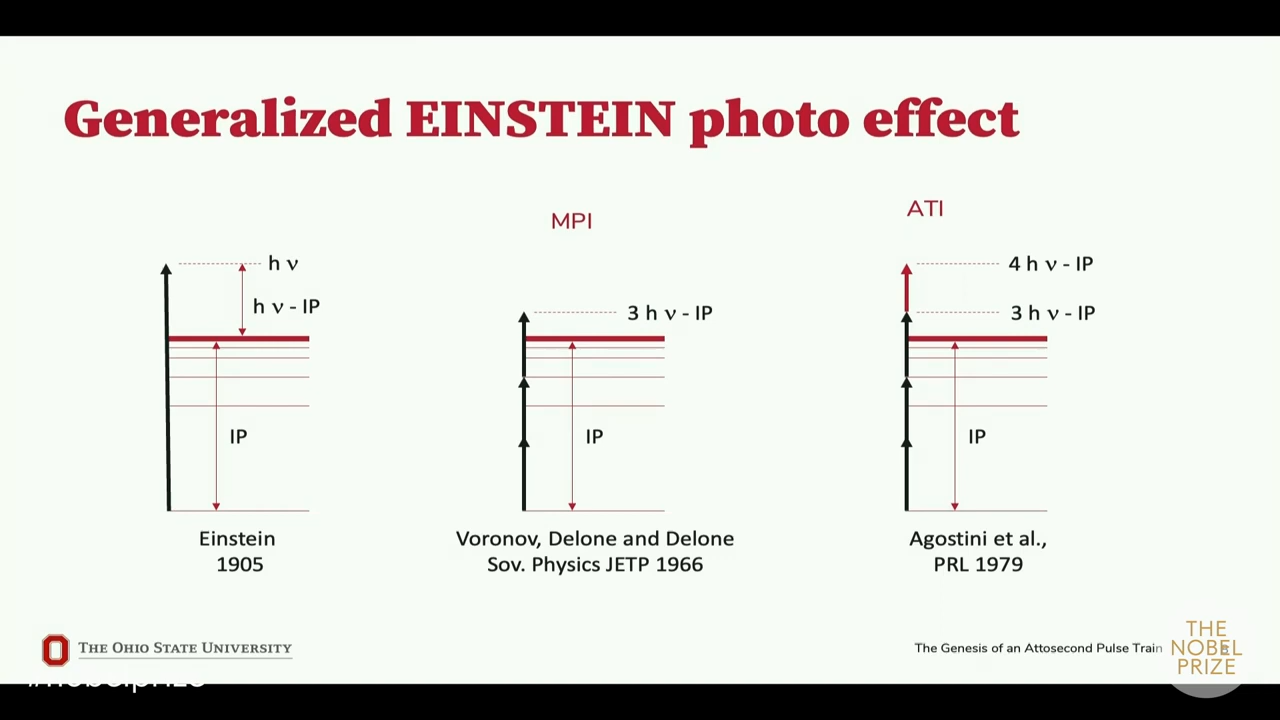 Generalized EINSTEIN photo effect
MPI
ATI
h ν
h ν - IP
IP
3 h ν - IP
IP
4 h ν - IP
3 h ν - IP
IP
Einstein
1905
Voronov, Delone and Delone
Sov. Physics JETP 1966
Agostini et al.,
PRL 1979
THE OHIO STATE UNIVERSITY
The Genesis of an Attosecond Pulse Train
THE
NOBEL
PRIZE
#nobelprize